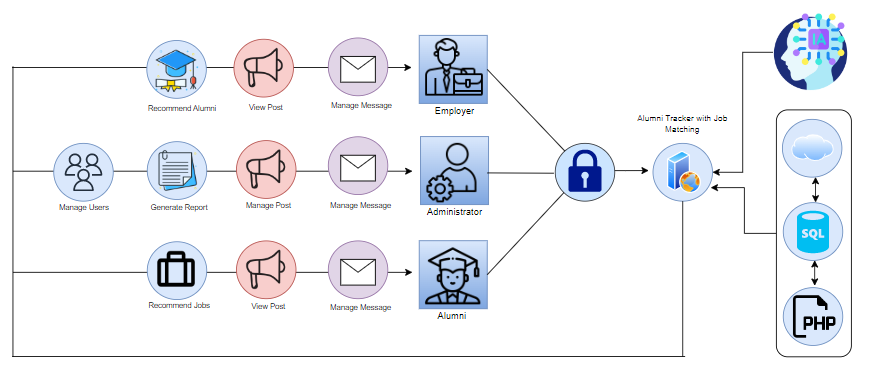 IA
Recommend Alumni
View Post
Manage Message
Employer
Alumni Tracker with Job
Matching
Manage Users
Generate Report
Manage Post
Manage Message
Administrator
SQL
Recommend Jobs
View Post
Manage Message
Alumni
PHP